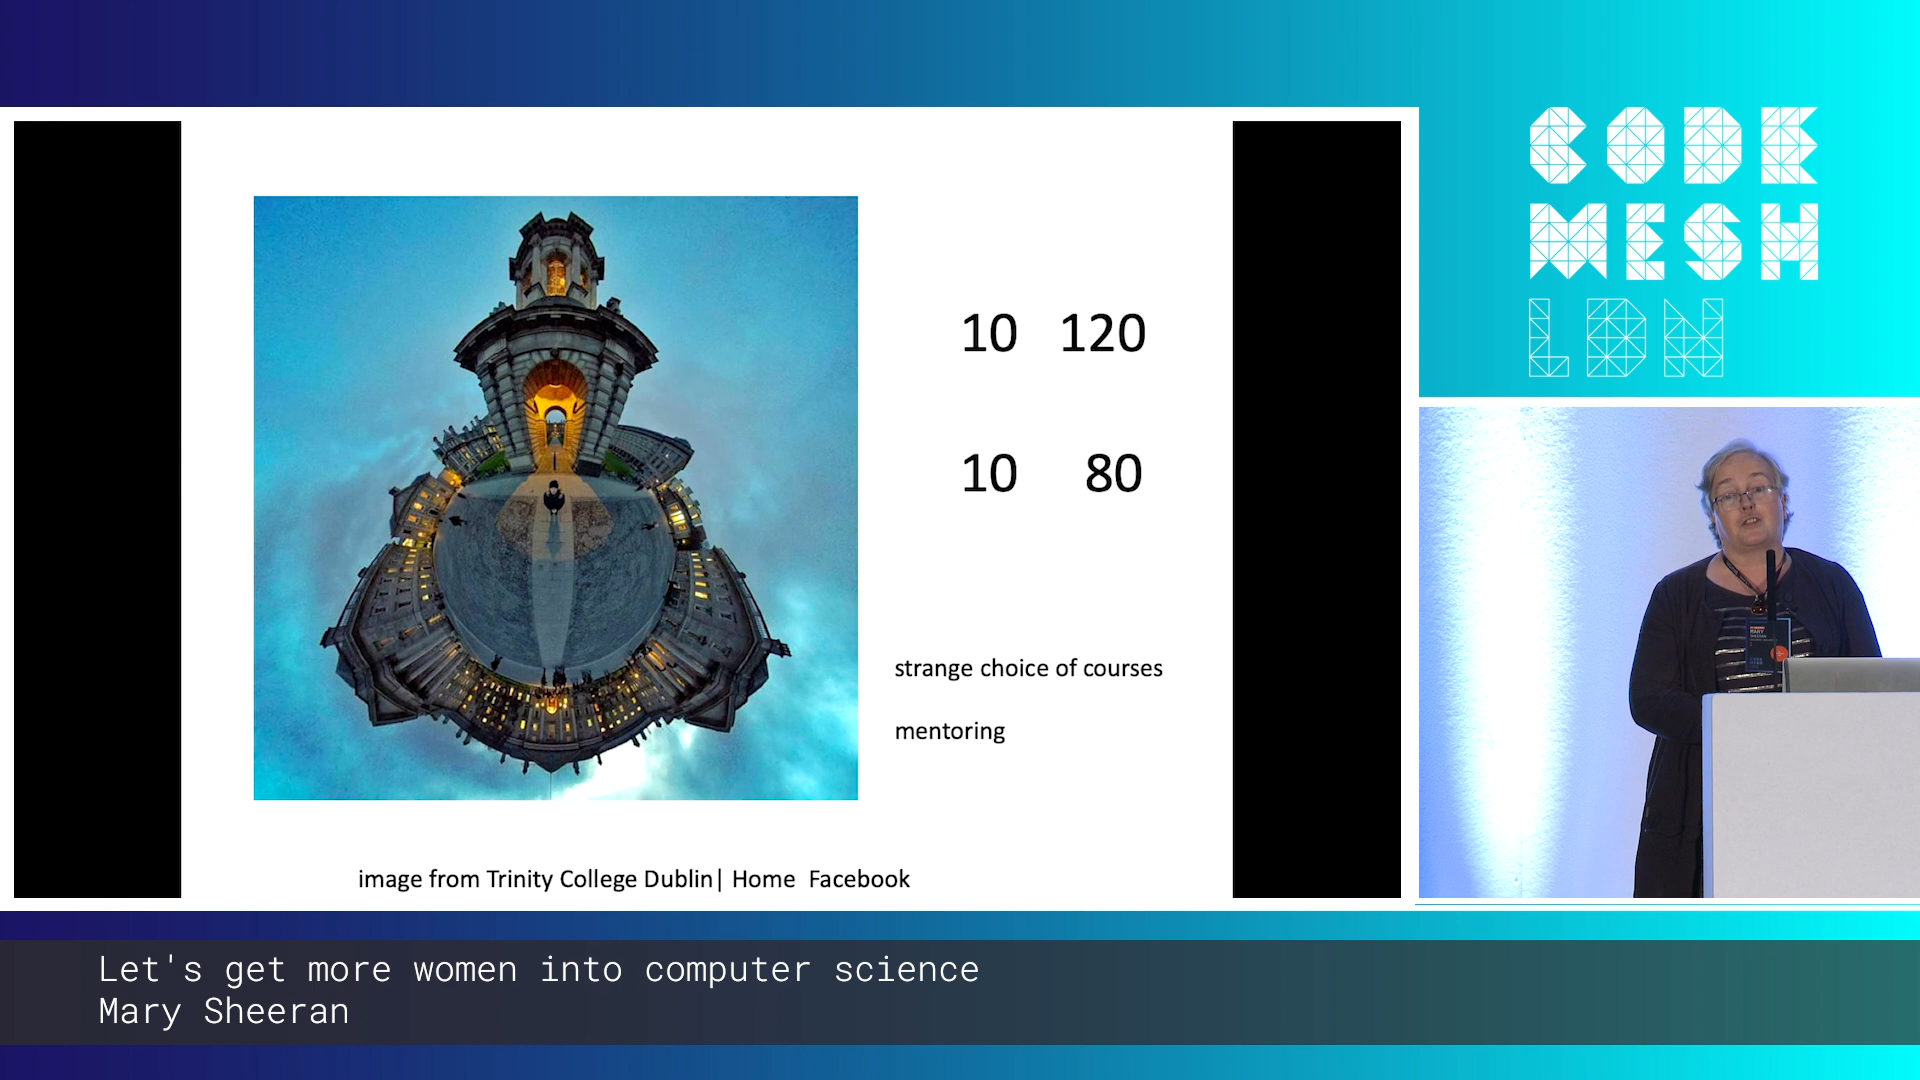 CODE
MESH
LDN
10 120
10 80
strange choice of courses
mentoring
image from Trinity College Dublin| Home Facebook
MARY
Let's get more women into computer science
Mary Sheeran